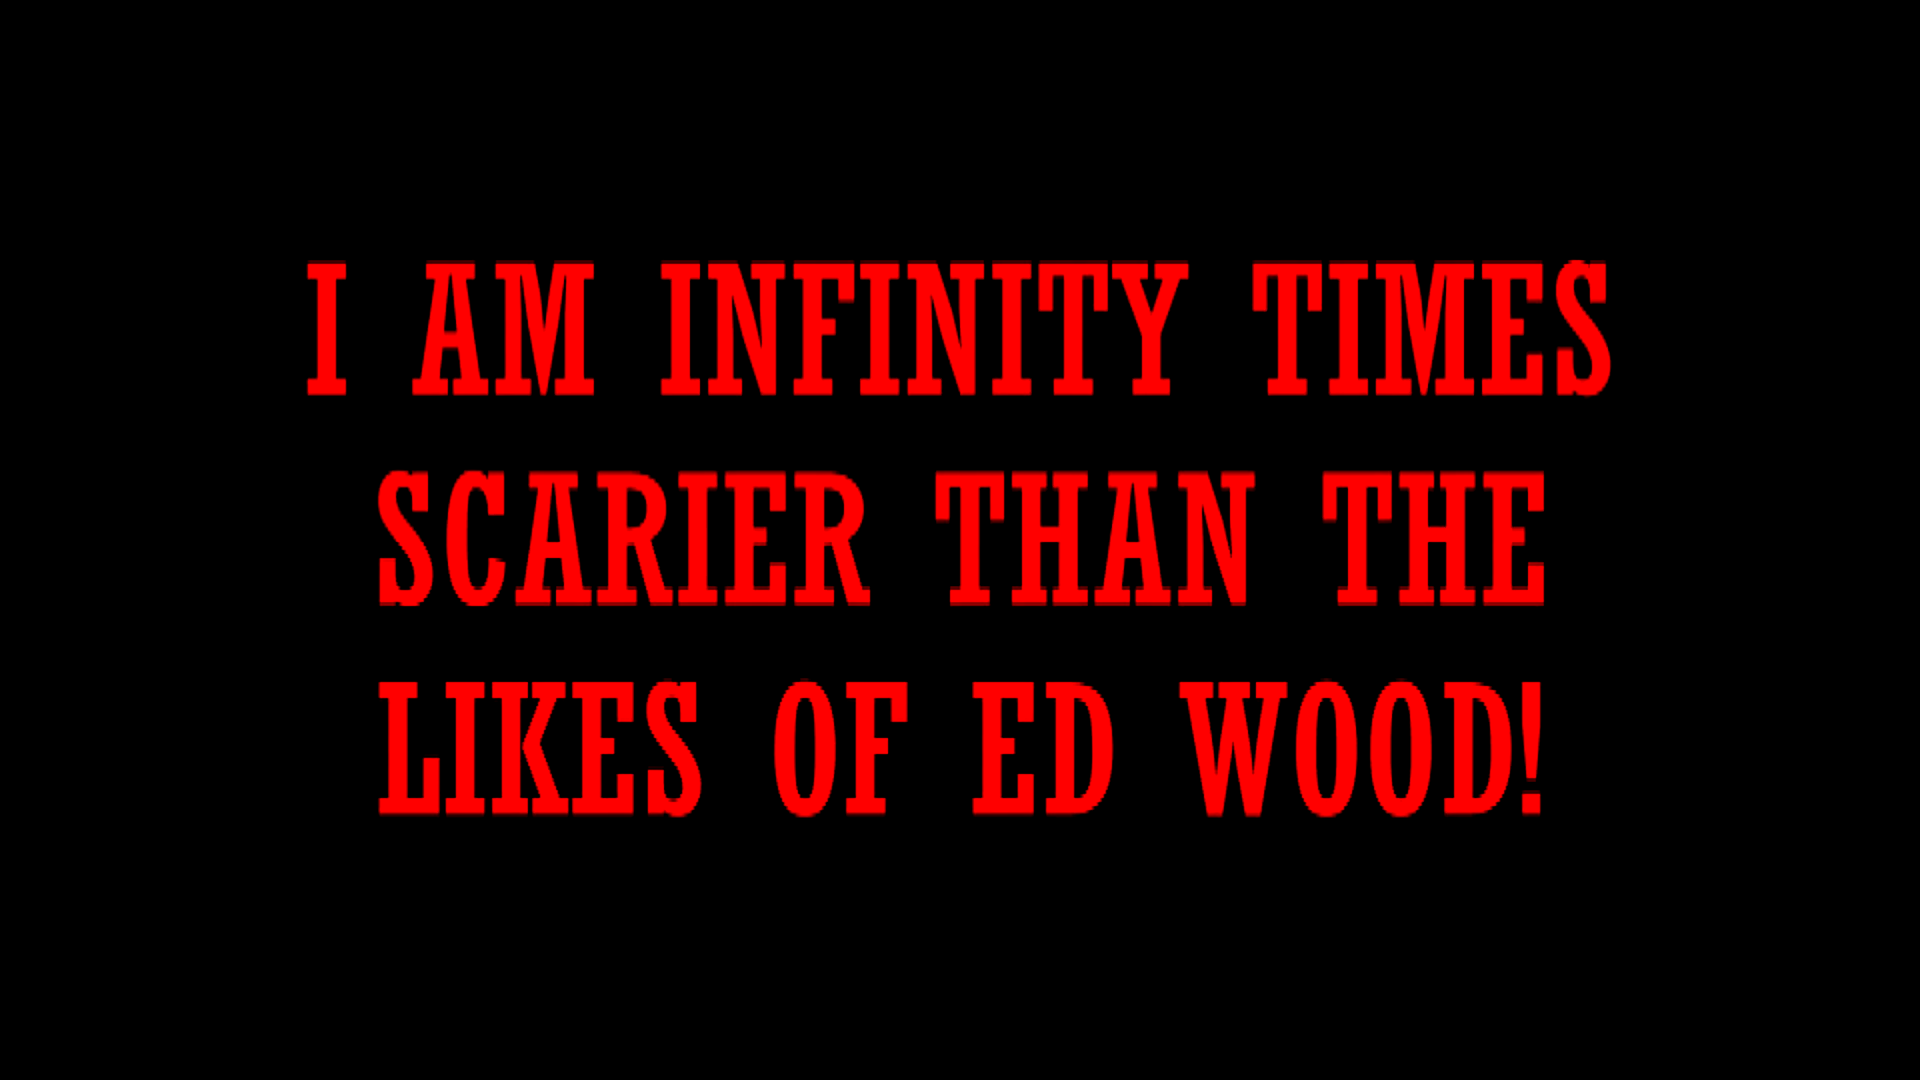 I AM INFINITY TIMES
SCARIER THAN THE
LIKES OF ED WOOD!